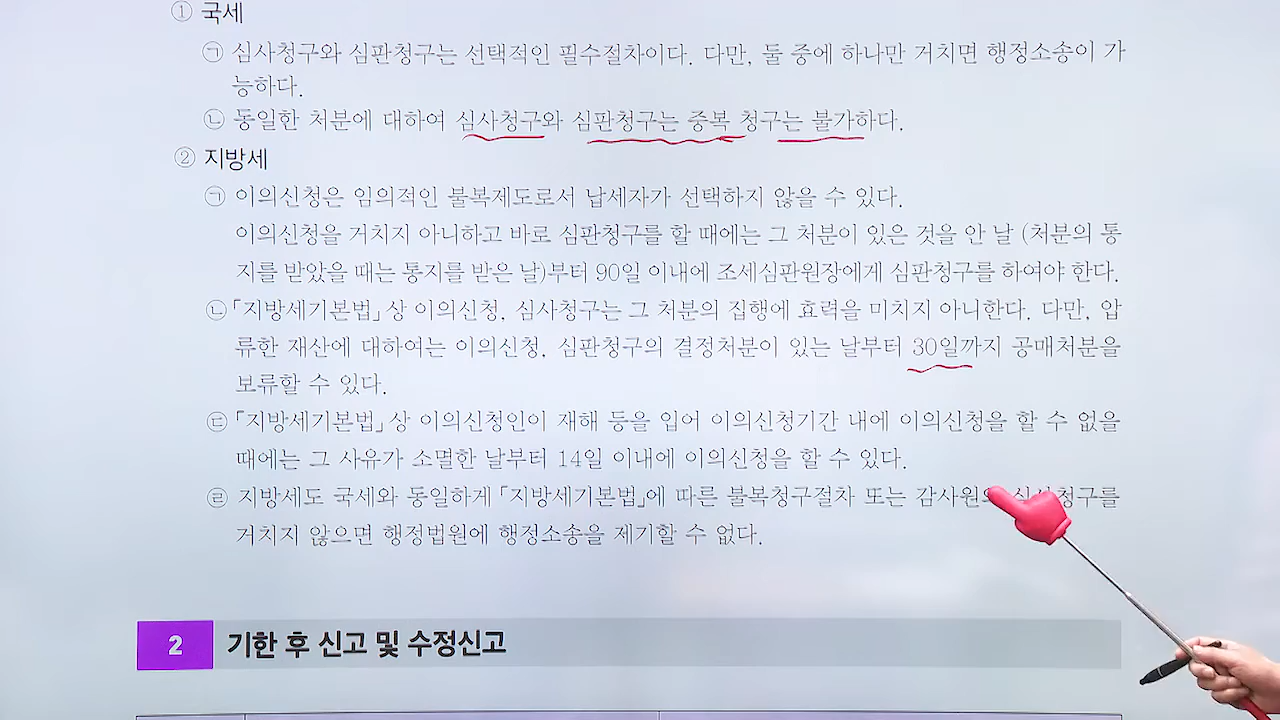 ① 국세
㉠ 심사청구와 심판청구는 선택적인 필수절차이다. 다만, 둘 중에 하나만 거치면 행정소송이 가
능하다.
㉡ 동일한 처분에 대하여 심사청구와 심판청구는 중복 청구는 불가하다.
② 지방세
㉠ 이의신청은 임의적인 불복제도로서 납세자가 선택하지 않을 수 있다.
이의신청을 거치지 아니하고 바로 심판청구를 할 때에는 그 처분이 있은 것을 안 날 (처분의 통
지를 받았을 때는 통지를 받은 날)부터 90일 이내에 조세심판원장에게 심판청구를 하여야 한다.
㉡ 「지방세기본법」상 이의신청, 심사청구는 그 처분의 집행에 효력을 미치지 아니한다. 다만, 압
류한 재산에 대하여는 이의신청, 심판청구의 결정처분이 있는 날부터 30일까지 공매처분을
보류할 수 있다.
㉢ 「지방세기본법」상 이의신청인이 재해 등을 입어 이의신청기간 내에 이의신청을 할 수 없을
때에는 그 사유가 소멸한 날부터 14일 이내에 이의신청을 할 수 있다.
㉣ 지방세도 국세와 동일하게 「지방세기본법」에 따른 불복청구절차 또는 감사원의 심사청구를
거치지 않으면 행정법원에 행정소송을 제기할 수 없다.
2 기한 후 신고 및 수정신고